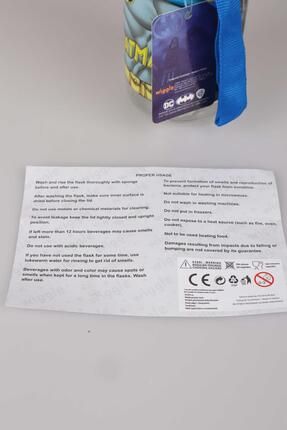 wiggle
DC
PROPER USAGE
Wash and rise the flask thoroughly with sponge
before and after use.
After washing the flask, make sure inner surface is
dried before closing the lid
Do not use metals or chemical materials for cleaning.
To avoid leakage keep the lid tightly closed and upright
position.
If left more than 12 hours beverages may cause smells
and stain.
Do not use with acidic beverages.
If you have not used the flask for some time, use
lukewarm water for rinsing to get rid of smells.
Beverages with odor and color may cause spots or
smells when kept for a long time in the flasks. Wash
after use.
To prevent formation of smells and reproduction of
bacteria, protect your flask from sunshine.
Not suitable for heating in microwaves.
Do not wash in washing machines.
Do not put in freezers.
Do not expose to a heat source (such as fire, oven,
cooker).
Not to be used heating food.
Damages resulting from impacts due to falling or
bumping are not covered by its guarantee.
CE
0-3